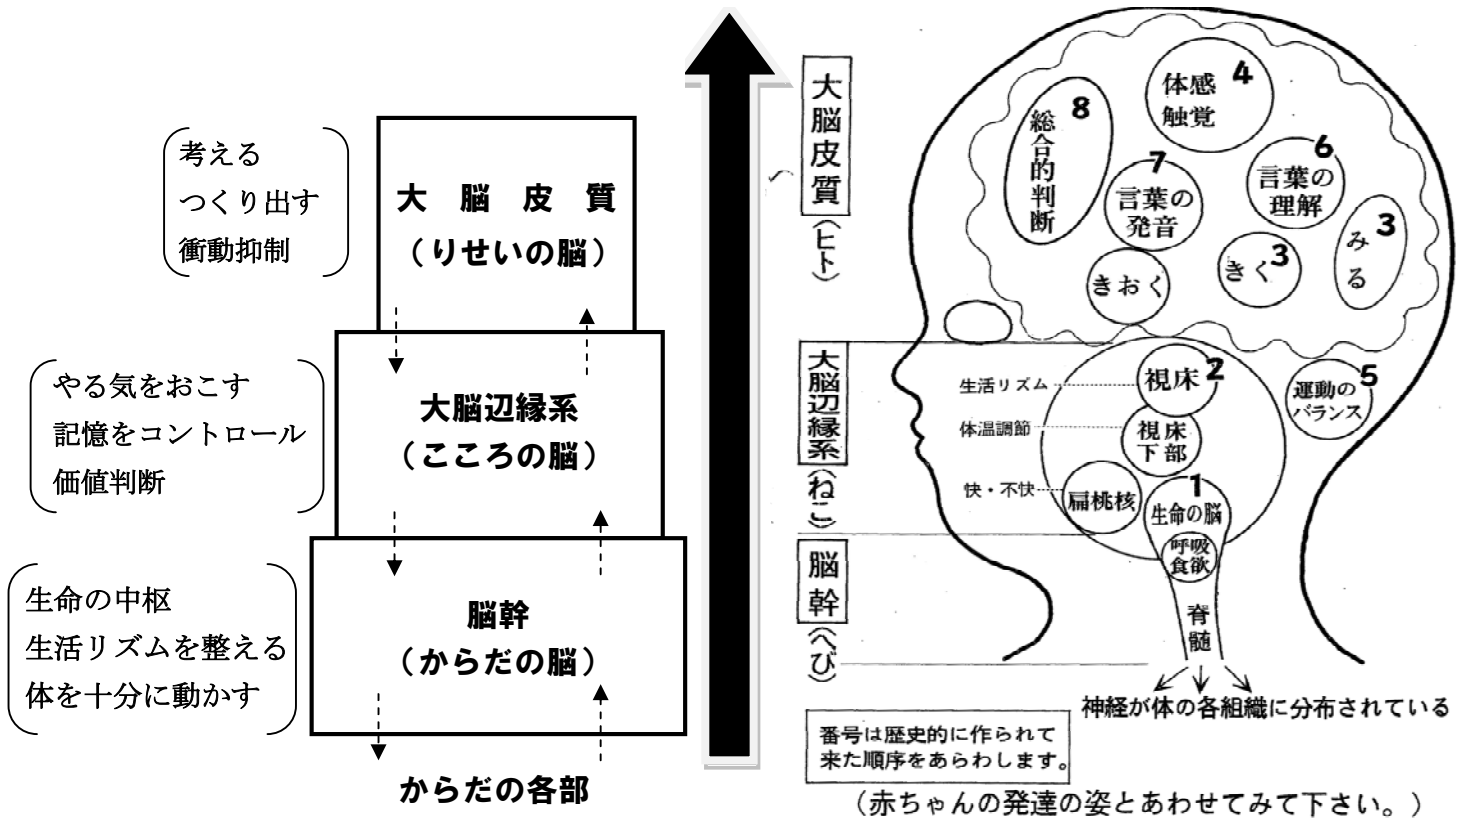 考える
つくり出す
衝動抑制
大脳皮質
（りせいの脳）
やる気をおこす
記憶をコントロール
価値判断
大脳辺縁系
（こころの脳）
生命の中枢
生活リズムを整える
体を十分に動かす
脳幹
（からだの脳）
からだの各部
大脳皮質
（ヒト）
8
総合的判断
4
体感
触覚
7
言葉の
発音
6
言葉の
理解
きおく
きく3
3
みる
大脳辺縁系
（ねこ）
生活リズム
視床2
体温調節
視床
下部
快・不快
扁桃核
5
運動の
バランス
1
生命の脳
呼吸
食欲
脳幹
（へび）
脊髄
神経が体の各組織に分布されている
番号は歴史的に作られて
来た順序をあらわします。
（赤ちゃんの発達の姿とあわせてみて下さい。）